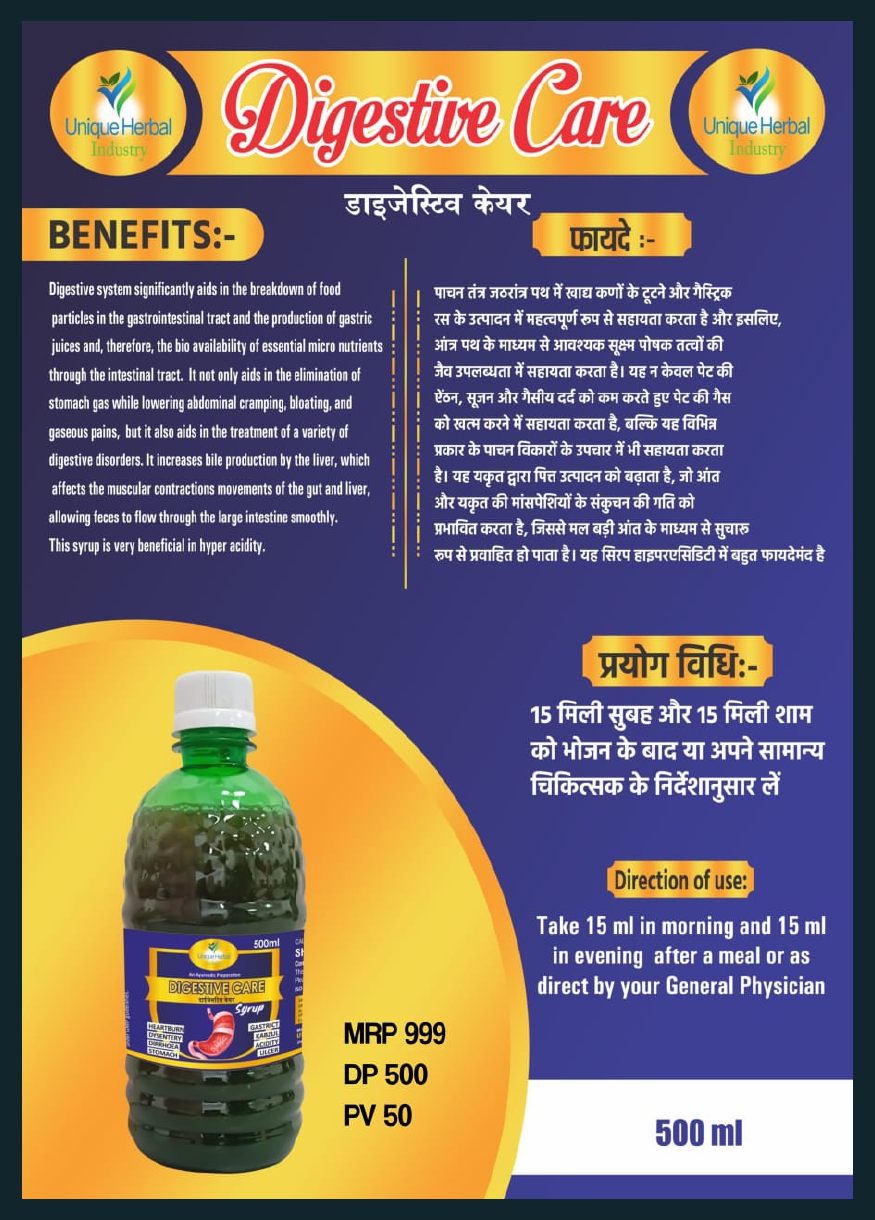 Unique Herbal
Industry
Digestive Care
Unique Herbal
Industry
डाइजेस्टिव केयर
BENEFITS:-
Digestive system significantly aids in the breakdown of food
particles in the gastrointestinal tract and the production of gastric
juices and, therefore, the bio availability of essential micro nutrients
through the intestinal tract. It not only aids in the elimination of
stomach gas while lowering abdominal cramping, bloating, and
gaseous pains, but it also aids in the treatment of a variety of
digestive disorders. It increases bile production by the liver, which
affects the muscular contractions movements of the gut and liver,
allowing feces to flow through the large intestine smoothly.
This syrup is very beneficial in hyper acidity.
फायदे :-
पाचन तंत्र जठरांत्र पथ में खाद्य कणों के टूटने और गैस्ट्रिक
रस के उत्पादन में महत्वपूर्ण रूप से सहायता करता है और इसलिए,
आंत्र पथ के माध्यम से आवश्यक सूक्ष्म पोषक तत्वों की
जैव उपलब्धता में सहायता करता है। यह न केवल पेट की
ऐंठन, सूजन और गैसीय दर्द को कम करते हुए पेट की गैस
को खत्म करने में सहायता करता है, बल्कि यह विभिन्न
प्रकार के पाचन विकारों के उपचार में भी सहायता करता
है। यह यकृत द्वारा पित्त उत्पादन को बढ़ाता है, जो आंत
और यकृत की मांसपेशियों के संकुचन की गति को
प्रभावित करता है, जिससे मल बड़ी आंत के माध्यम से सुचारू
रूप से प्रवाहित हो पाता है। यह सिरप हाइपरएसिडिटी में बहुत फायदेमंद है
प्रयोग विधि:-
15 मिली सुबह और 15 मिली शाम
को भोजन के बाद या अपने सामान्य
चिकित्सक के निर्देशानुसार लें
Direction of use:
Take 15 ml in morning and 15 ml
in evening after a meal or as
direct by your General Physician
500ml
Unique Herbal
An Ayurvedic Preparation
DIGESTIVE CARE
Syrup
HEARTBURN
DYSENTERY
DIRRHOEA
STOMACH
GASTRICT
KABJUL
ACIDITY
ULCER
MRP 999
DP 500
PV 50
500 ml